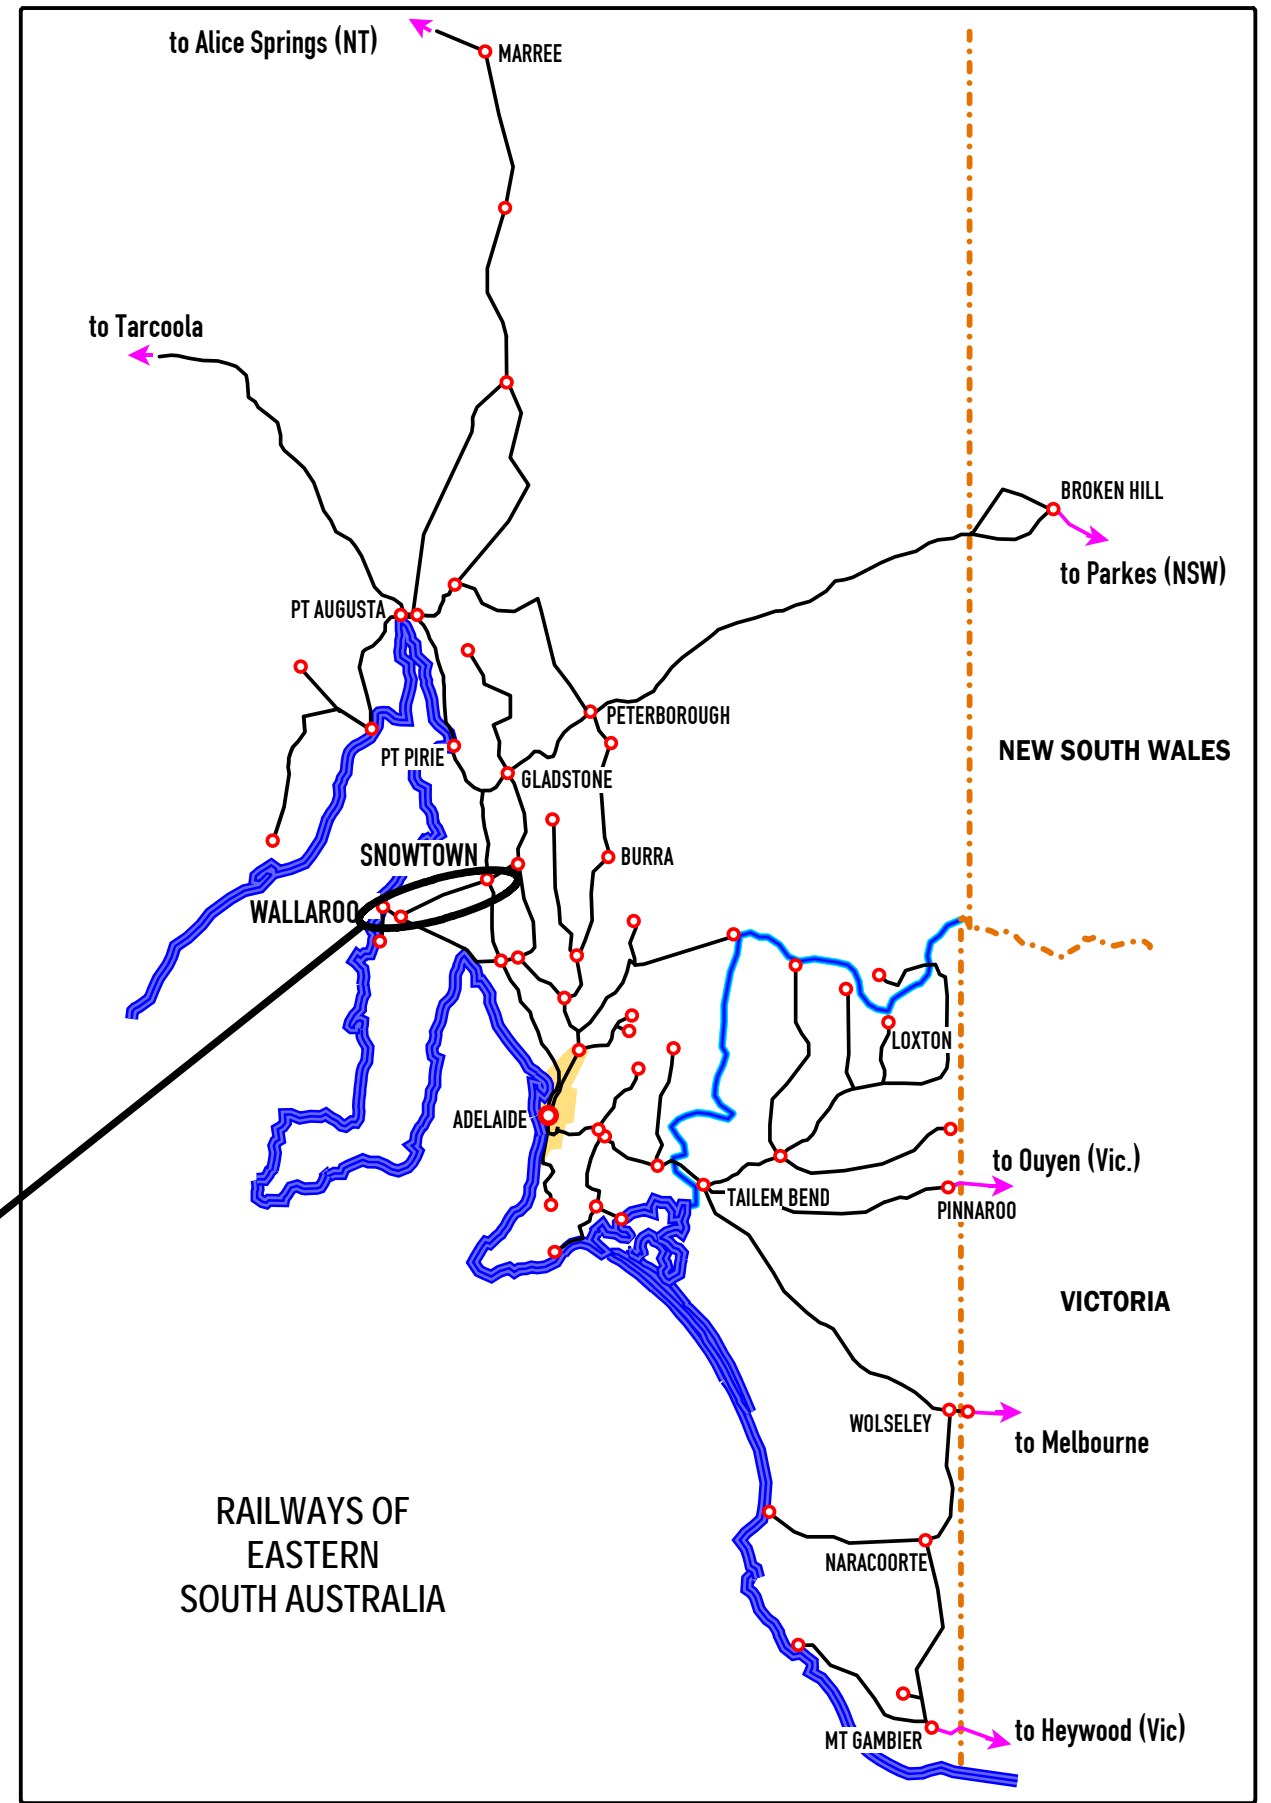 to Alice Springs (NT)
MARREE
to Tarcoola
BROKEN HILL
to Parkes (NSW)
PT AUGUSTA
PETERBOROUGH
PT PIRIE
GLADSTONE
NEW SOUTH WALES
SNOWTOWN
BURRA
WALLAROO
LOXTON
ADELAIDE
to Ouyen (Vic.)
TAILEM BEND
PINNAROO
VICTORIA
WOLSELEY
to Melbourne
RAILWAYS OF
EASTERN
SOUTH AUSTRALIA
NARACOORTE
to Heywood (Vic)
MT GAMBIER